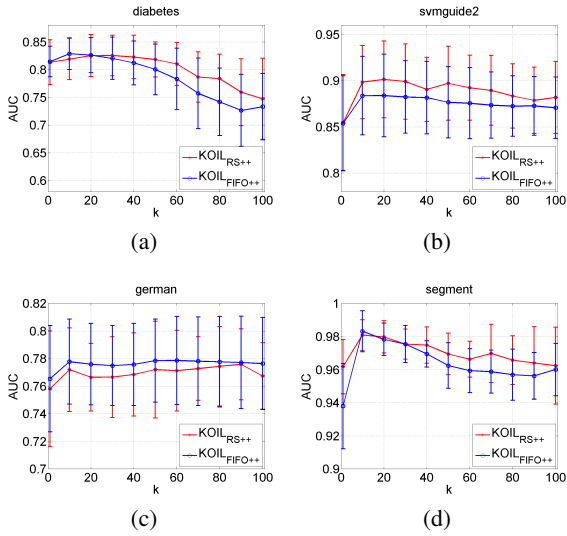 diabetes
0.85
0.8
0.75
0.7
0.65
0.6
AUC
KOIL_RS++
KOIL_FIFO++
0 20 40 60 80 100
k
(a)
svmguide2
0.95
0.9
0.85
0.8
AUC
KOIL_RS++
KOIL_FIFO++
0 20 40 60 80 100
k
(b)
german
0.82
0.8
0.78
0.76
0.74
0.72
0.7
AUC
KOIL_RS++
KOIL_FIFO++
0 20 40 60 80 100
k
(c)
segment
1
0.98
0.96
0.94
0.92
0.9
AUC
KOIL_RS++
KOIL_FIFO++
0 20 40 60 80 100
k
(d)